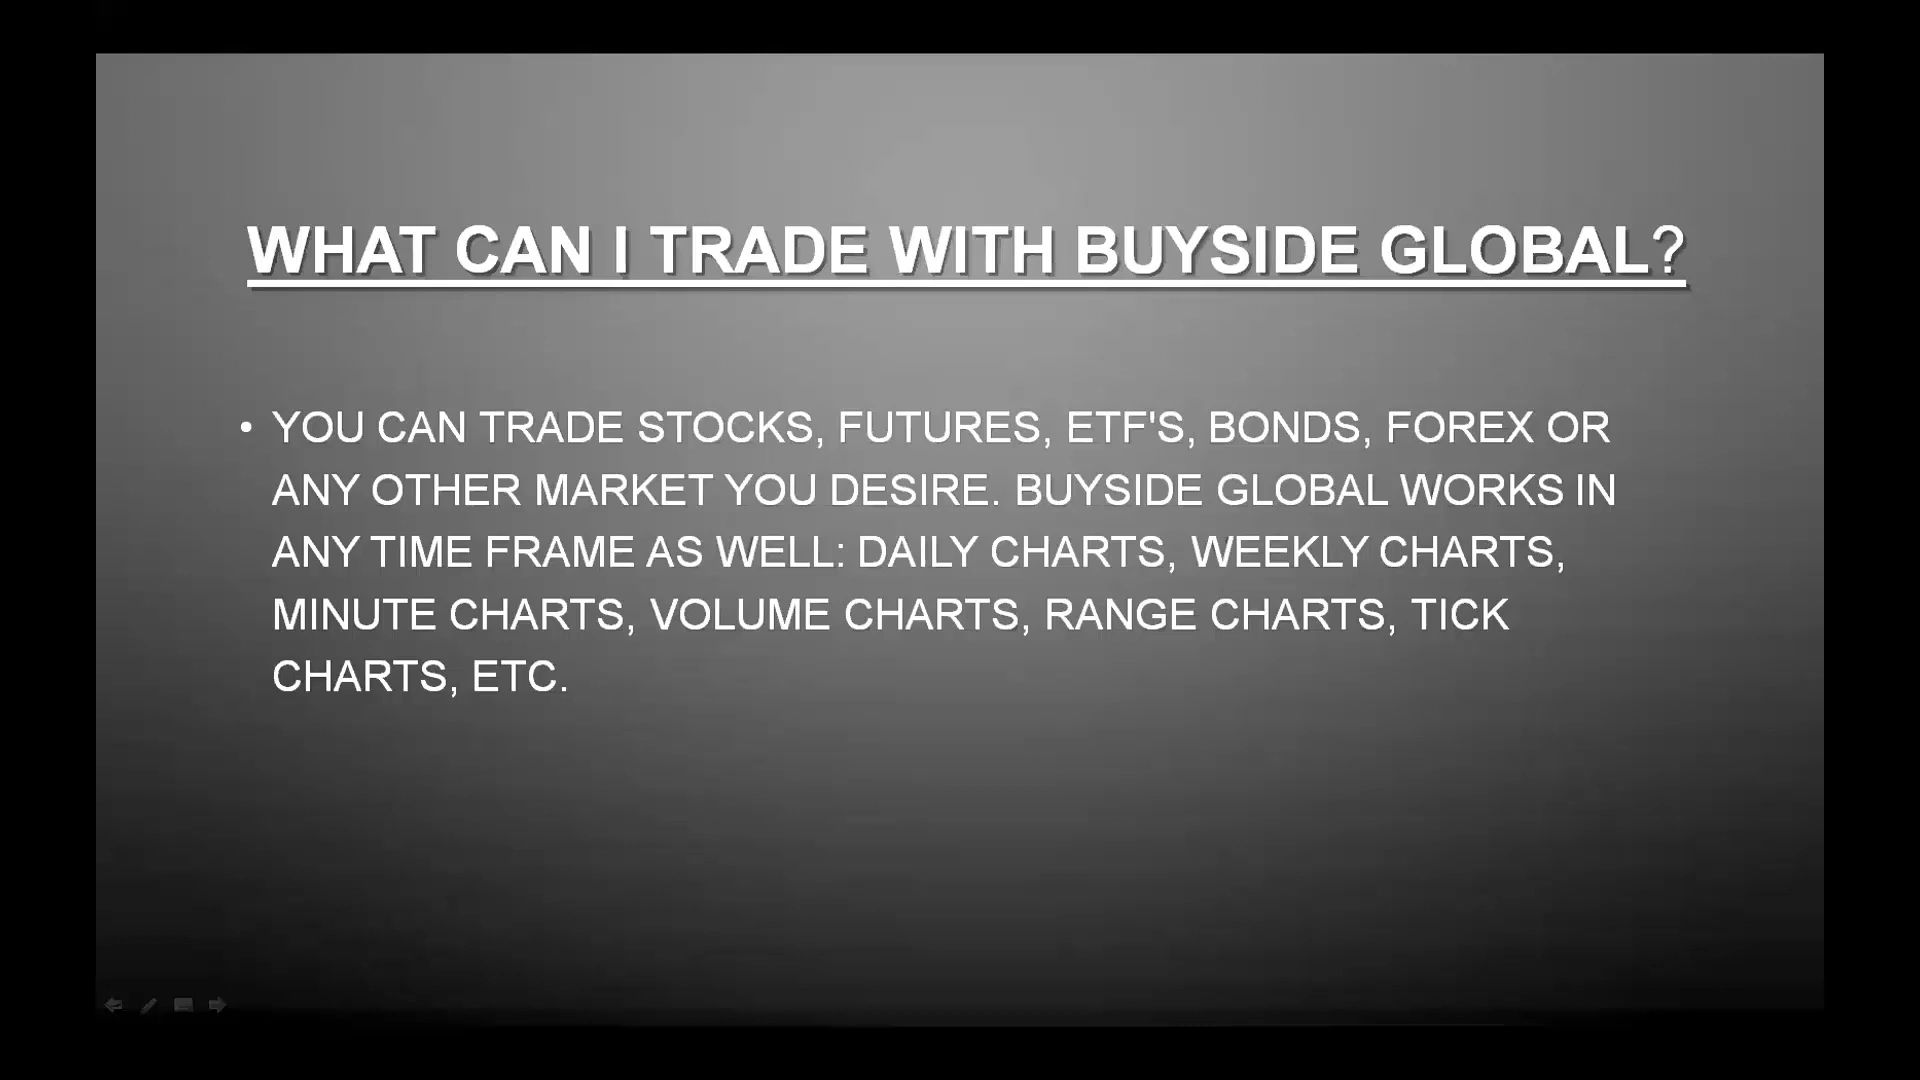 WHAT CAN I TRADE WITH BUYSIDE GLOBAL?
• YOU CAN TRADE STOCKS, FUTURES, ETF'S, BONDS, FOREX OR
ANY OTHER MARKET YOU DESIRE. BUYSIDE GLOBAL WORKS IN
ANY TIME FRAME AS WELL: DAILY CHARTS, WEEKLY CHARTS,
MINUTE CHARTS, VOLUME CHARTS, RANGE CHARTS, TICK
CHARTS, ETC.